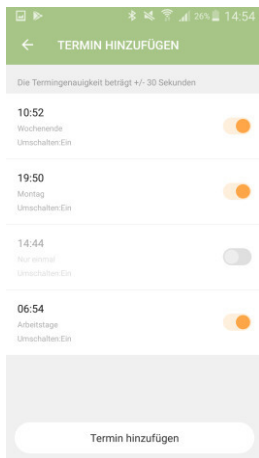 26% 14:54
TERMIN HINZUFÜGEN
Die Termingenauigkeit beträgt +/- 30 Sekunden
10:52
Wochenende
Umschalten:Ein
19:50
Montag
Umschalten:Ein
14:44
Nur einmal
Umschalten:Ein
06:54
Arbeitstage
Umschalten:Ein
Termin hinzufügen